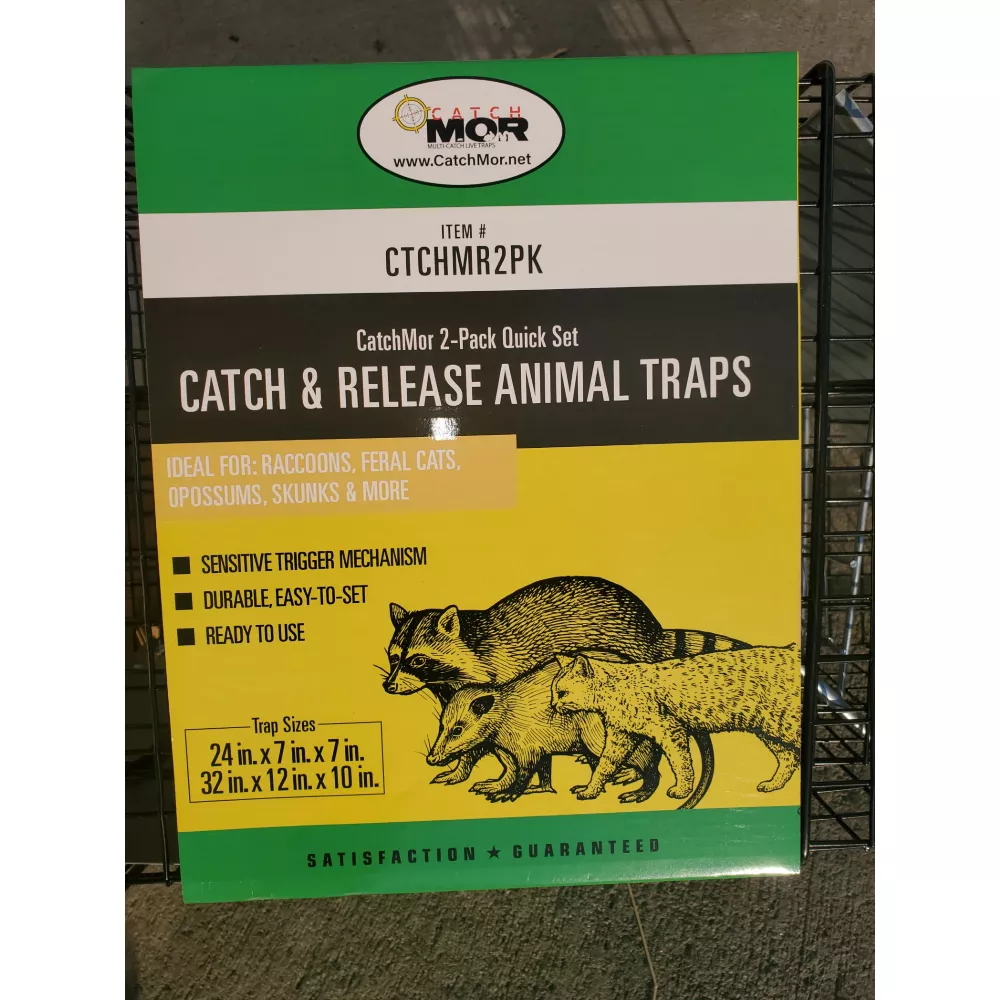 CATCH
MOR
MULTI-CATCH LIVE TRAPS
www.CatchMor.net
ITEM #
CTCHMR2PK
CatchMor 2-Pack Quick Set
CATCH & RELEASE ANIMAL TRAPS
IDEAL FOR: RACCOONS, FERAL CATS,
OPOSSUMS, SKUNKS & MORE
SENSITIVE TRIGGER MECHANISM
DURABLE, EASY-TO-SET
READY TO USE
Trap Sizes
24 in. x 7 in. x 7 in.
32 in. x 12 in. x 10 in.
SATISFACTION ★ GUARANTEED